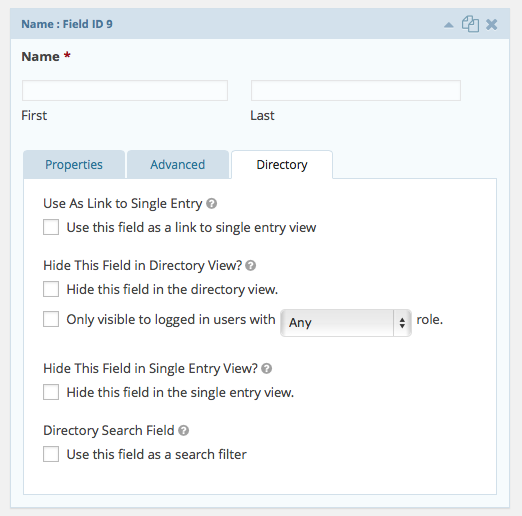 Name : Field ID 9
Name *
First Last
Properties Advanced Directory
Use As Link to Single Entry ?
Use this field as a link to single entry view
Hide This Field in Directory View? ?
Hide this field in the directory view.
Only visible to logged in users with Any role.
Hide This Field in Single Entry View? ?
Hide this field in the single entry view.
Directory Search Field ?
Use this field as a search filter